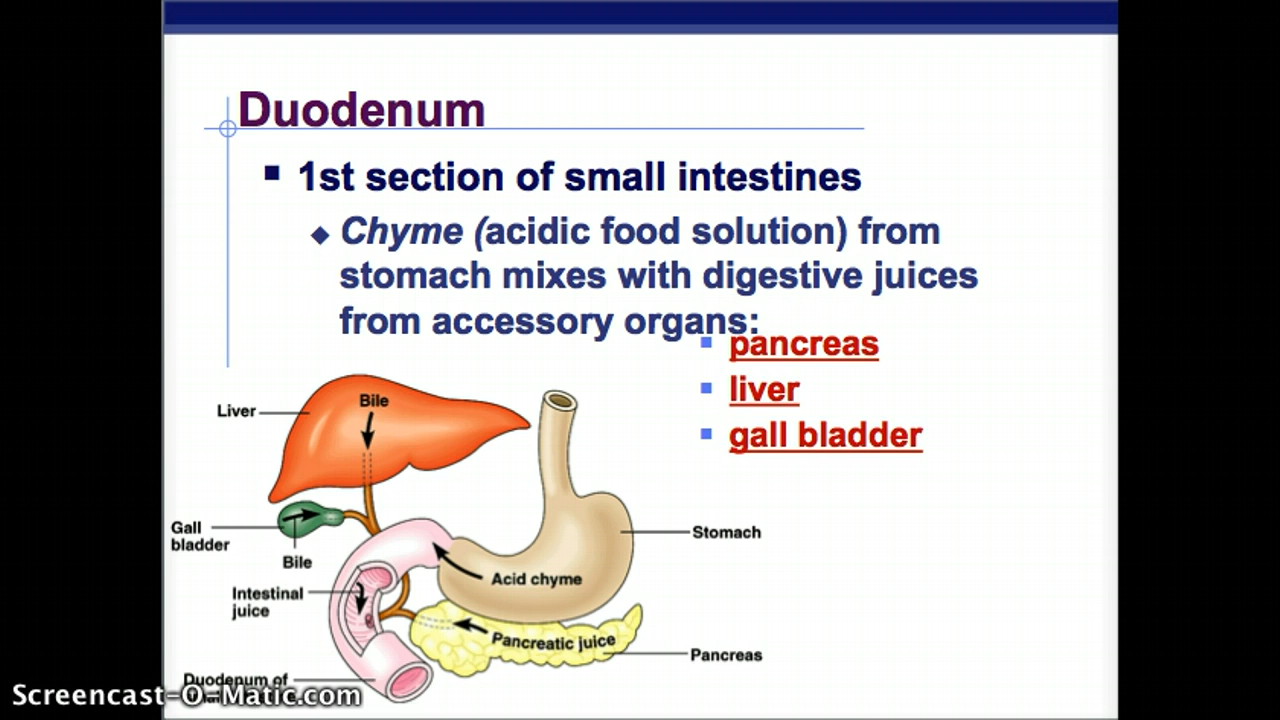 Duodenum
1st section of small intestines
Chyme (acidic food solution) from
stomach mixes with digestive juices
from accessory organs:
pancreas
liver
gall bladder
Liver
Bile
Gall
bladder
Bile
Stomach
Acid chyme
Intestinal
juice
Pancreatic juice
Pancreas
Duodenum of
Screencast-O-Matic.com